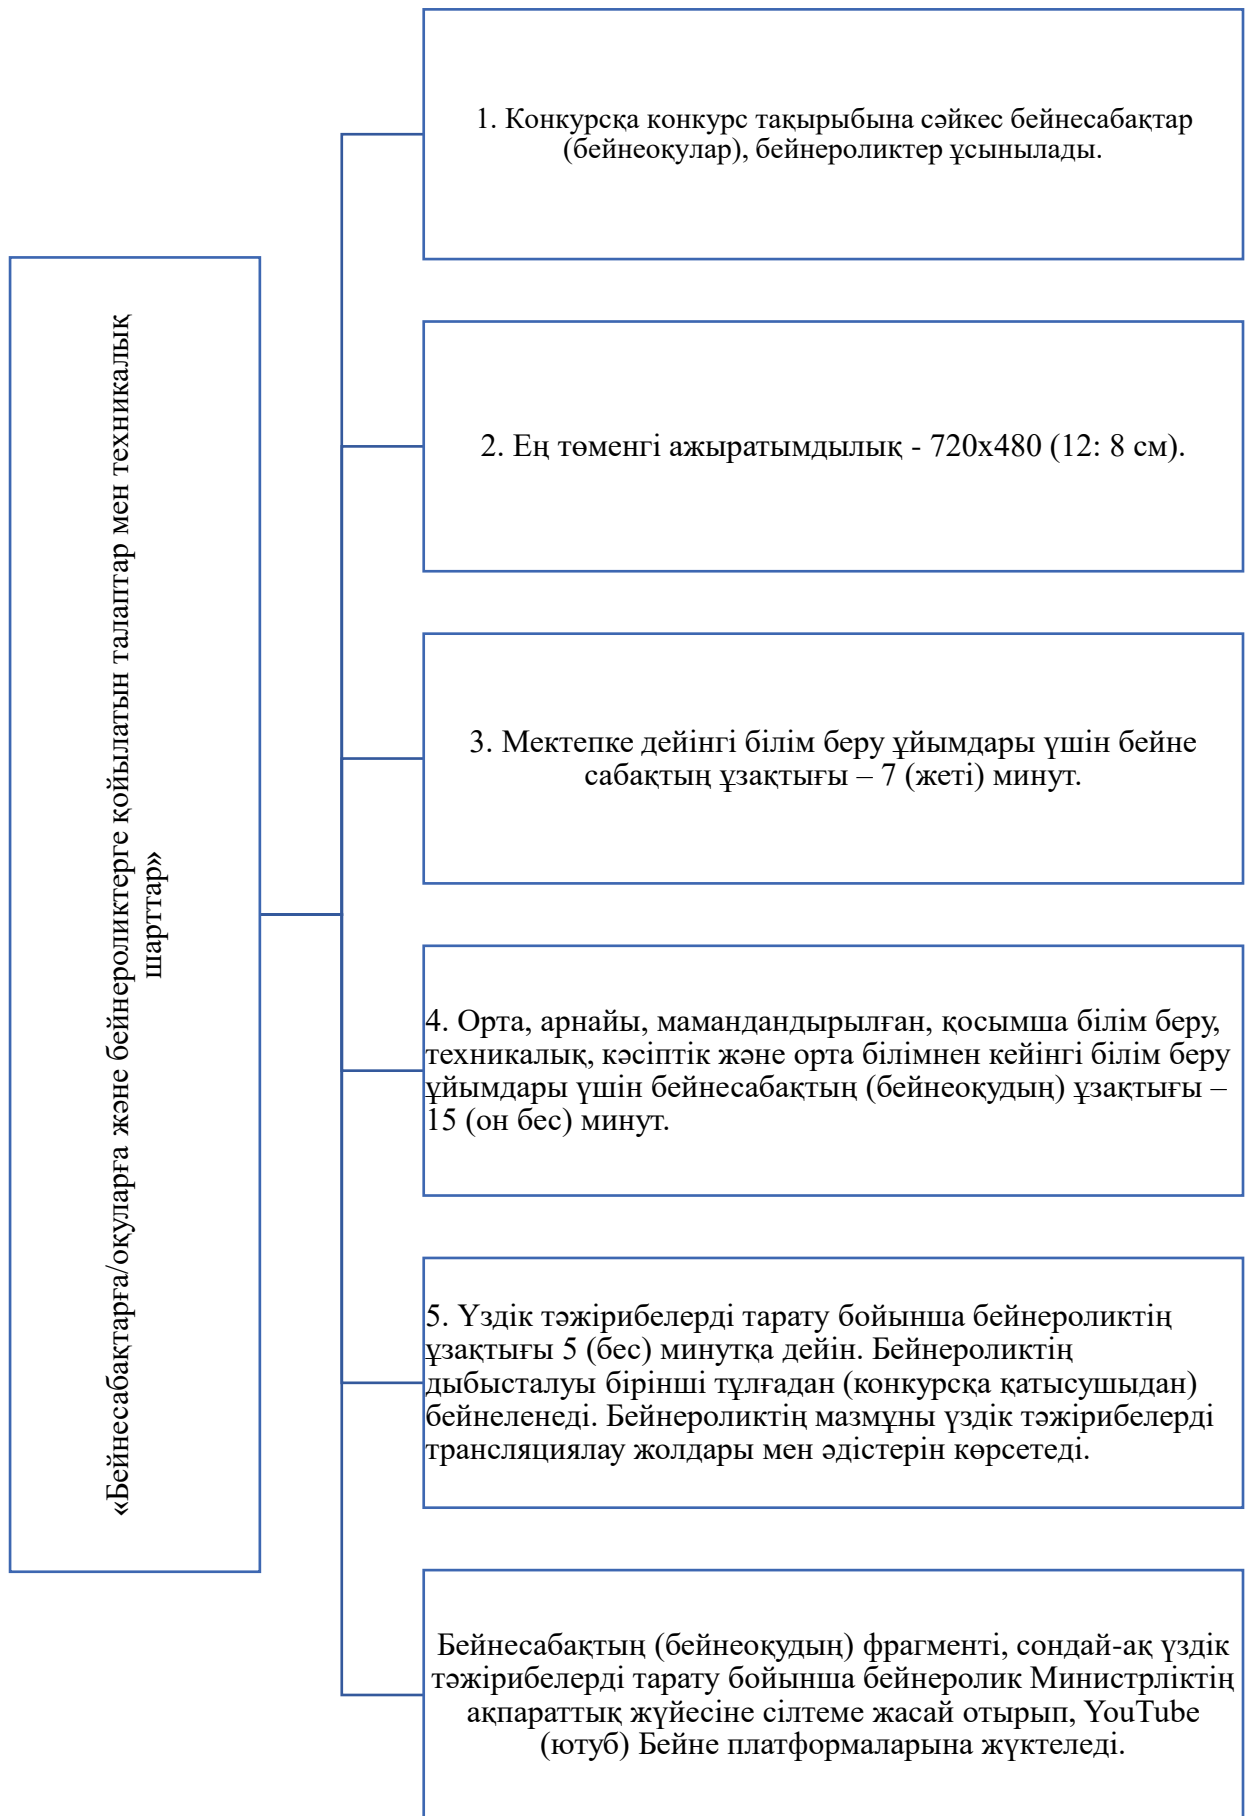 «Бейнесабақтарға/оқуларға және бейнероликтерге қойылатын талаптар мен техникалық
шарттар»
1. Конкурсқа конкурс тақырыбына сәйкес бейнесабақтар
(бейнеоқулар), бейнероликтер ұсынылады.
2. Ең төменгі ажыратымдылық - 720x480 (12: 8 см).
3. Мектепке дейінгі білім беру ұйымдары үшін бейне
сабақтың ұзақтығы – 7 (жеті) минут.
4. Орта, арнайы, мамандандырылған, қосымша білім беру,
техникалық, кәсіптік және орта білімнен кейінгі білім беру
ұйымдары үшін бейнесабақтың (бейнеоқудың) ұзақтығы –
15 (он бес) минут.
5. Үздік тәжірибелерді тарату бойынша бейнероликтің
ұзақтығы 5 (бес) минутқа дейін. Бейнероликтің
дыбысталуы бірінші тұлғадан (конкурсқа қатысушыдан)
бейнеленеді. Бейнероликтің мазмұны үздік тәжірибелерді
трансляциялау жолдары мен әдістерін көрсетеді.
Бейнесабақтың (бейнеоқудың) фрагменті, сондай-ақ үздік
тәжірибелерді тарату бойынша бейнеролик Министрліктің
ақпараттық жүйесіне сілтеме жасай отырып, YouTube
(ютуб) Бейне платформаларына жүктеледі.